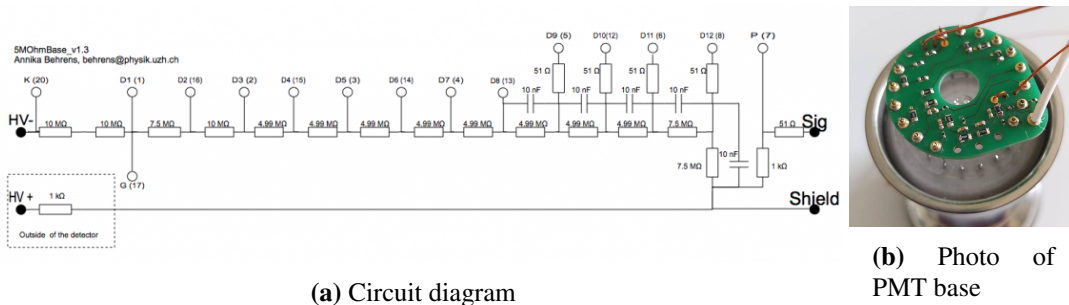 5MOhmBase_v1.3
Annika Behrens, behrens@physik.uzh.ch
D9 (5) D10(12) D11 (6) D12 (8) P (7)
K (20) D1 (1) D2 (16) D3 (2) D4 (15) D5 (3) D6 (14) D7 (4) D8 (13)
51 Ω 51 Ω 51 Ω 51 Ω
10 nF 10 nF 10 nF 10 nF
HV- 10 MΩ 10 MΩ 7.5 MΩ 10 MΩ 4.99 MΩ 4.99 MΩ 4.99 MΩ 4.99 MΩ 4.99 MΩ 4.99 MΩ 4.99 MΩ 4.99 MΩ 7.5 MΩ 51 Ω Sig
10 nF
7.5 MΩ 1 kΩ
G (17)
HV + 1 kΩ Shield
Outside of the detector
(a) Circuit diagram
(b) Photo of
PMT base